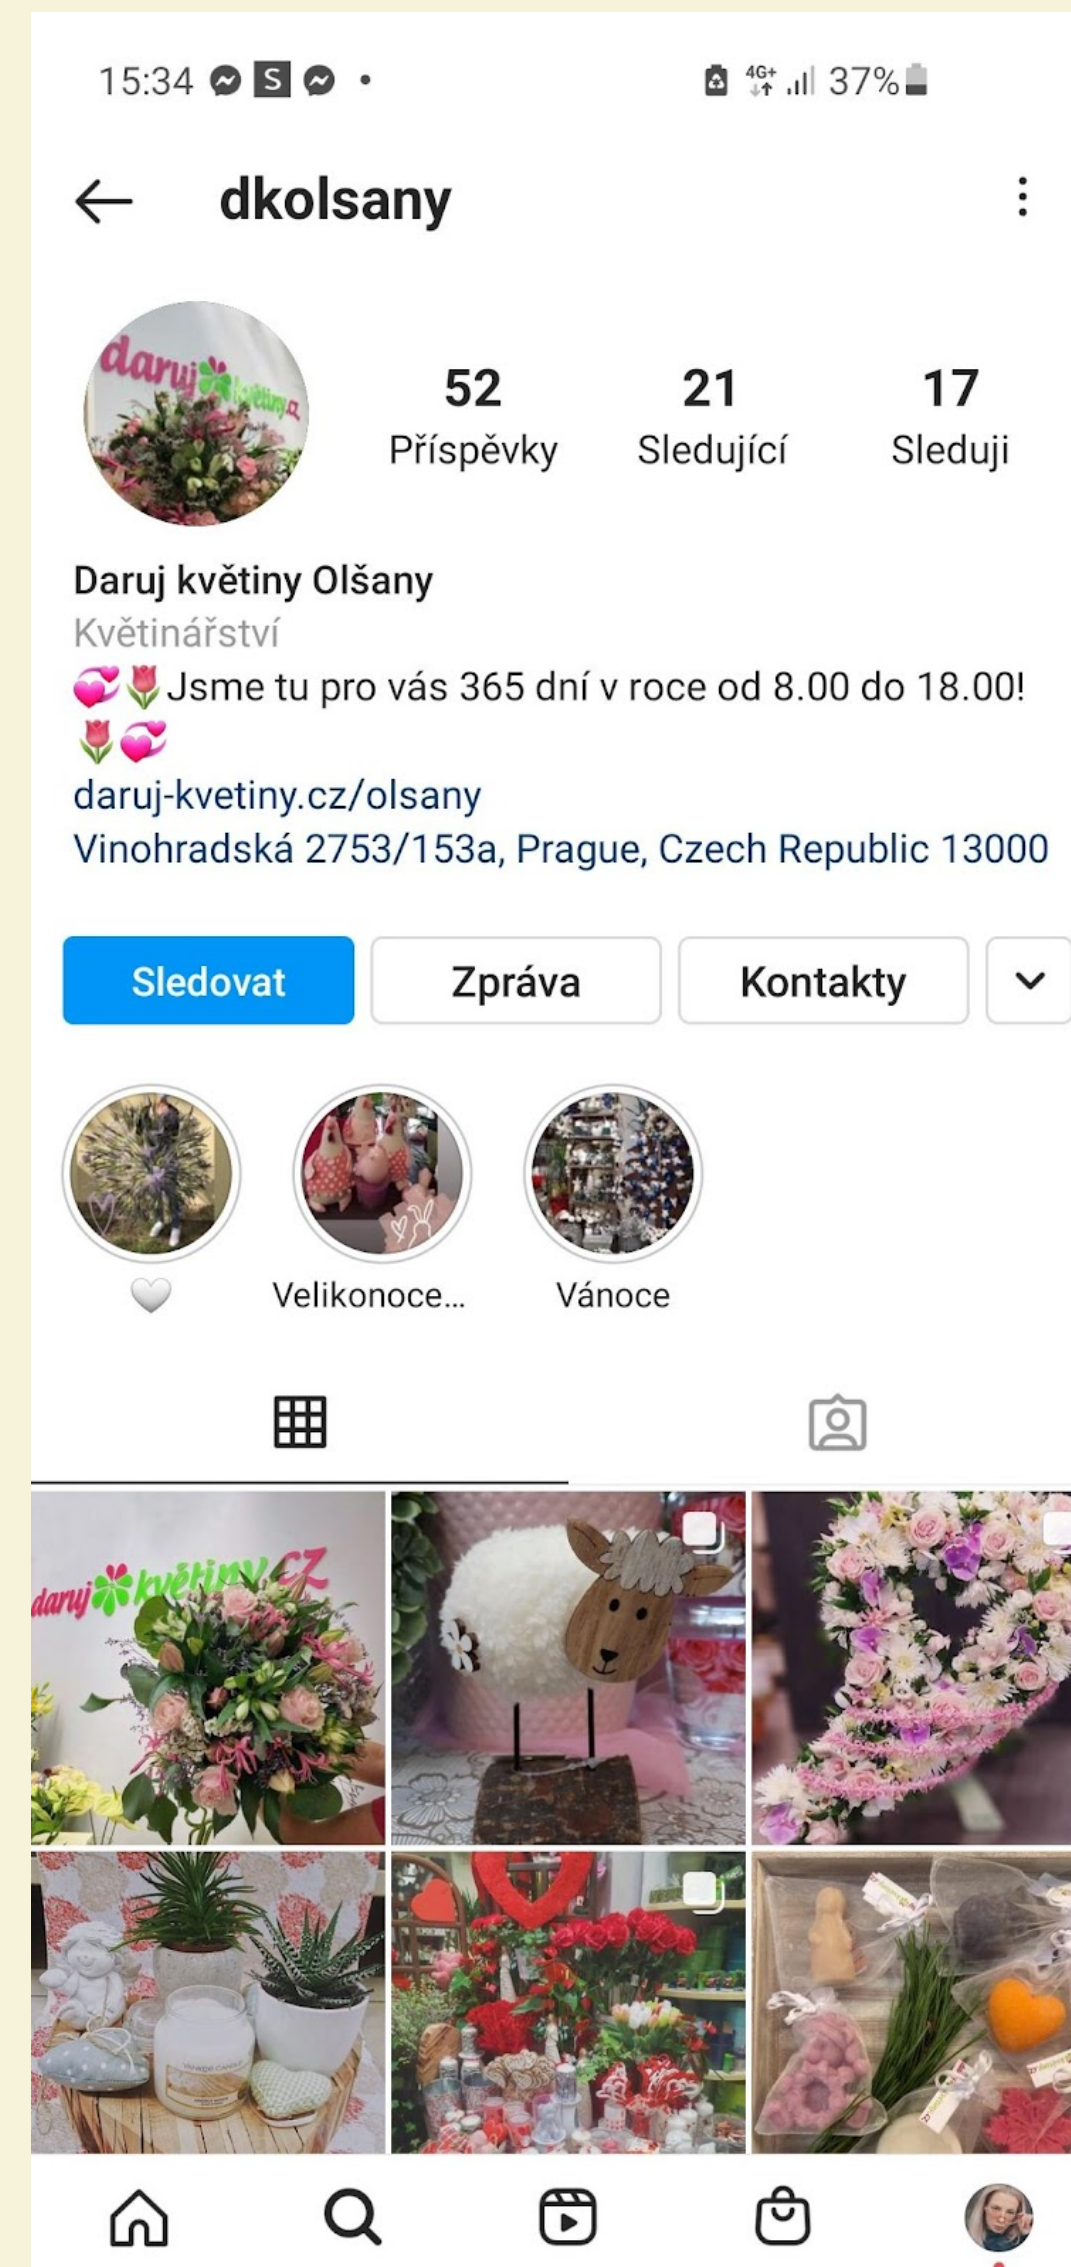 15:34
4G+ 37%
dkolsany
daruj květiny.cz
52 21 17
Příspěvky Sledující Sleduji
Daruj květiny Olšany
Květinářství
💞🌷Jsme tu pro vás 365 dní v roce od 8.00 do 18.00!
🌷💞
daruj-kvetiny.cz/olsany
Vinohradská 2753/153a, Prague, Czech Republic 13000
Sledovat Zpráva Kontakty
🤍 Velikonoce... Vánoce
daruj květiny.cz
YANKEE CANDLE